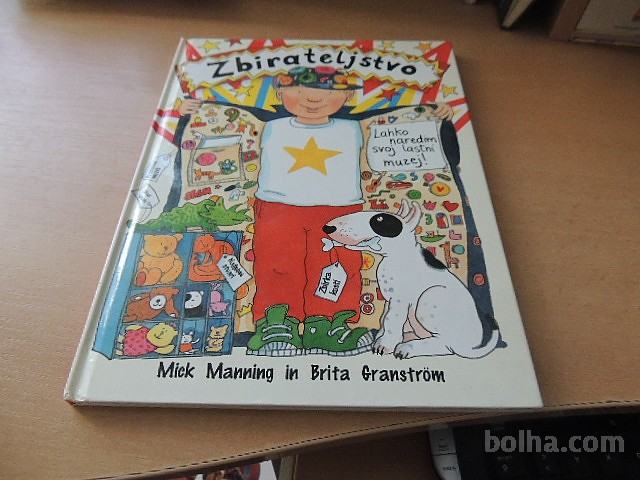 Zbirateljstvo
Lahko
naredim
svoj lastni
muzej!
Zbirka
kosti
Mick Manning in Brita Granström
bolha.com